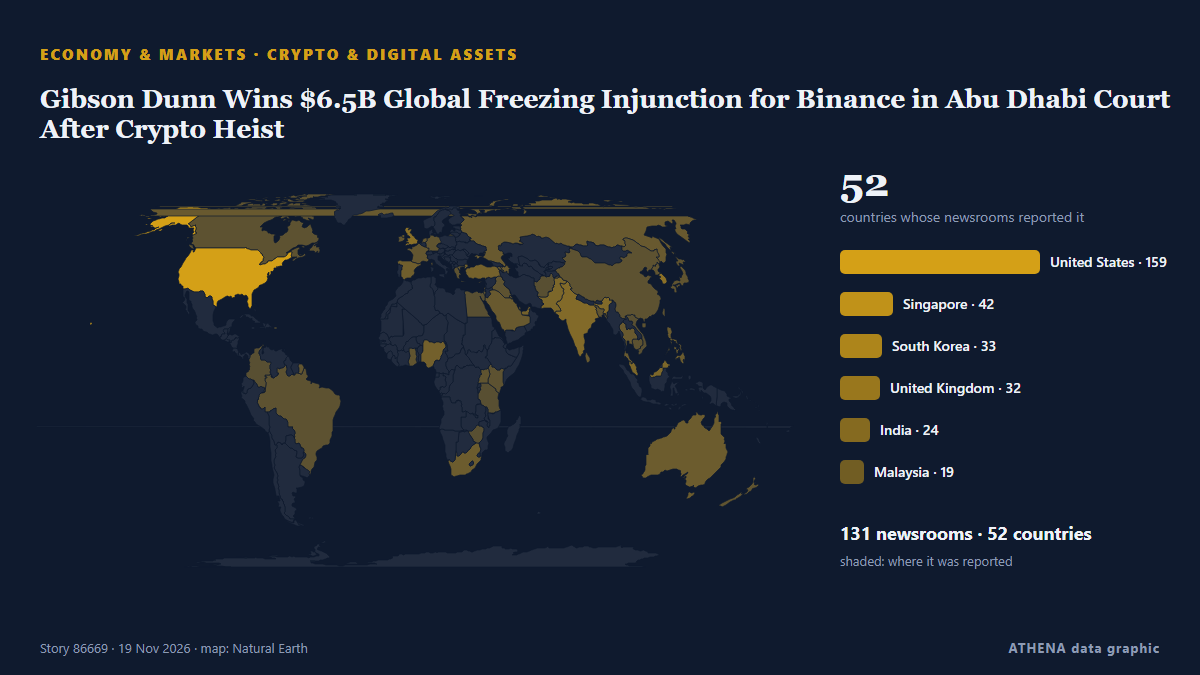 ECONOMY & MARKETS · CRYPTO & DIGITAL ASSETS
Gibson Dunn Wins $6.5B Global Freezing Injunction for Binance in Abu Dhabi Court
After Crypto Heist
52
countries whose newsrooms reported it
United States · 159
Singapore · 42
South Korea · 33
United Kingdom · 32
India · 24
Malaysia · 19
131 newsrooms · 52 countries
shaded: where it was reported
Story 86669 · 19 Nov 2026 · map: Natural Earth
ATHENA data graphic